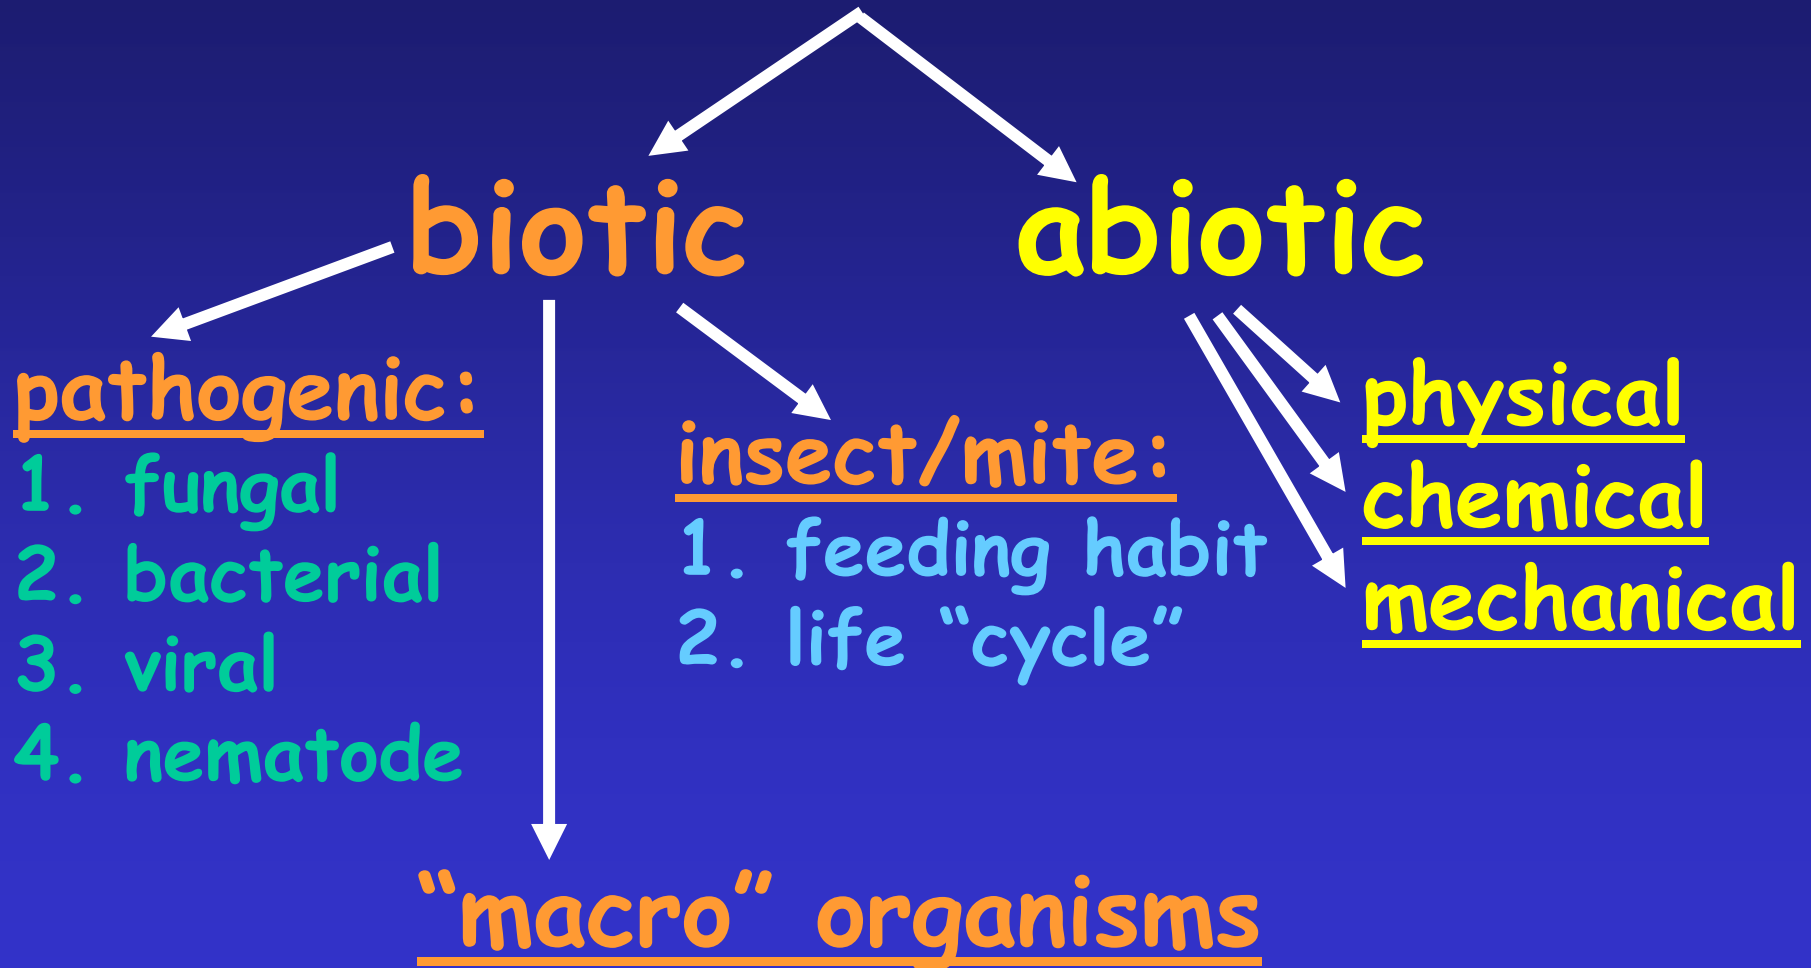 biotic
abiotic
pathogenic:
1. fungal
2. bacterial
3. viral
4. nematode
insect/mite:
1. feeding habit
2. life “cycle”
physical
chemical
mechanical
“macro” organisms